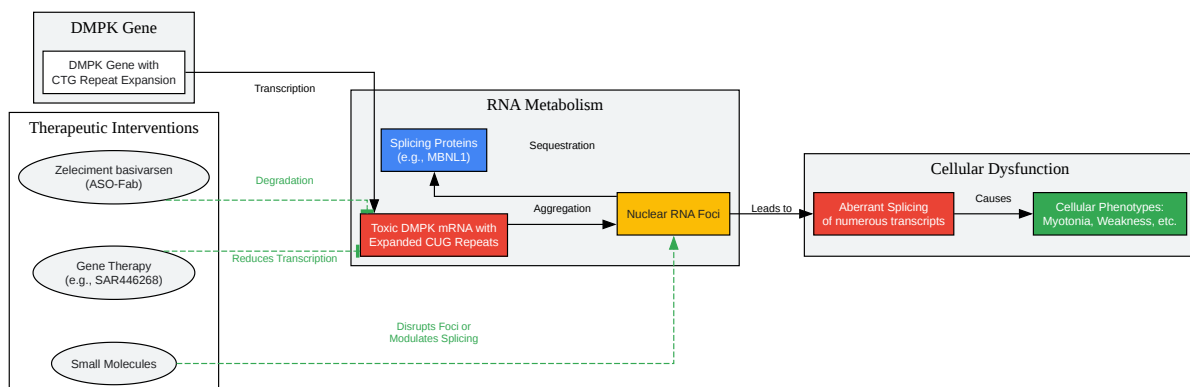 DMPK Gene
DMPK Gene with
CTG Repeat Expansion
Transcription
Therapeutic Interventions
Zeleciment basivarsen
(ASO-Fab)
Degradation
Gene Therapy
(e.g., SAR446268)
Reduces Transcription
Small Molecules
Disrupts Foci or
Modulates Splicing
RNA Metabolism
Splicing Proteins
(e.g., MBNL1)
Sequestration
Toxic DMPK mRNA with
Expanded CUG Repeats
Aggregation
Nuclear RNA Foci
Leads to
Cellular Dysfunction
Aberrant Splicing
of numerous transcripts
Causes
Cellular Phenotypes:
Myotonia, Weakness, etc.